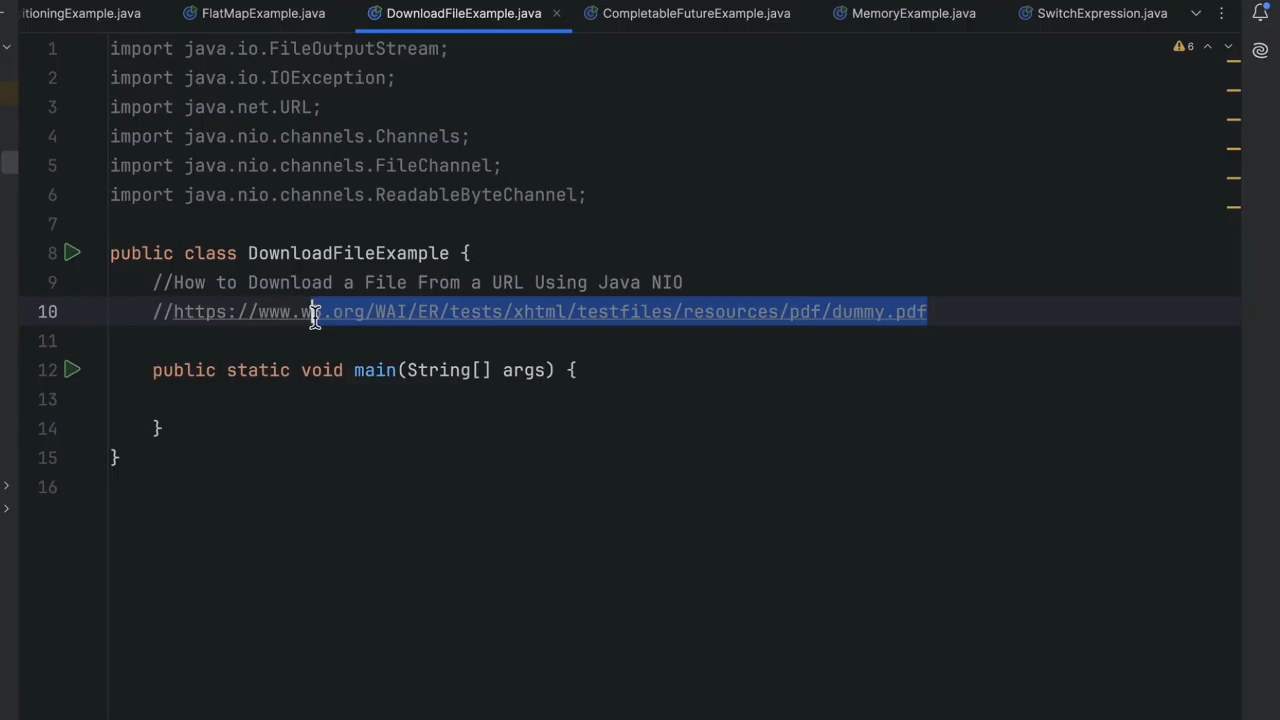 itioningExample.java FlatMapExample.java DownloadFileExample.java CompletableFutureExample.java MemoryExample.java SwitchExpression.java
6
1 import java.io.FileOutputStream;
2 import java.io.IOException;
3 import java.net.URL;
4 import java.nio.channels.Channels;
5 import java.nio.channels.FileChannel;
6 import java.nio.channels.ReadableByteChannel;
7
8 public class DownloadFileExample {
9 //How to Download a File From a URL Using Java NIO
10 //https://www.w3.org/WAI/ER/tests/xhtml/testfiles/resources/pdf/dummy.pdf
11
12 public static void main(String[] args) {
13
14 }
15 }
16